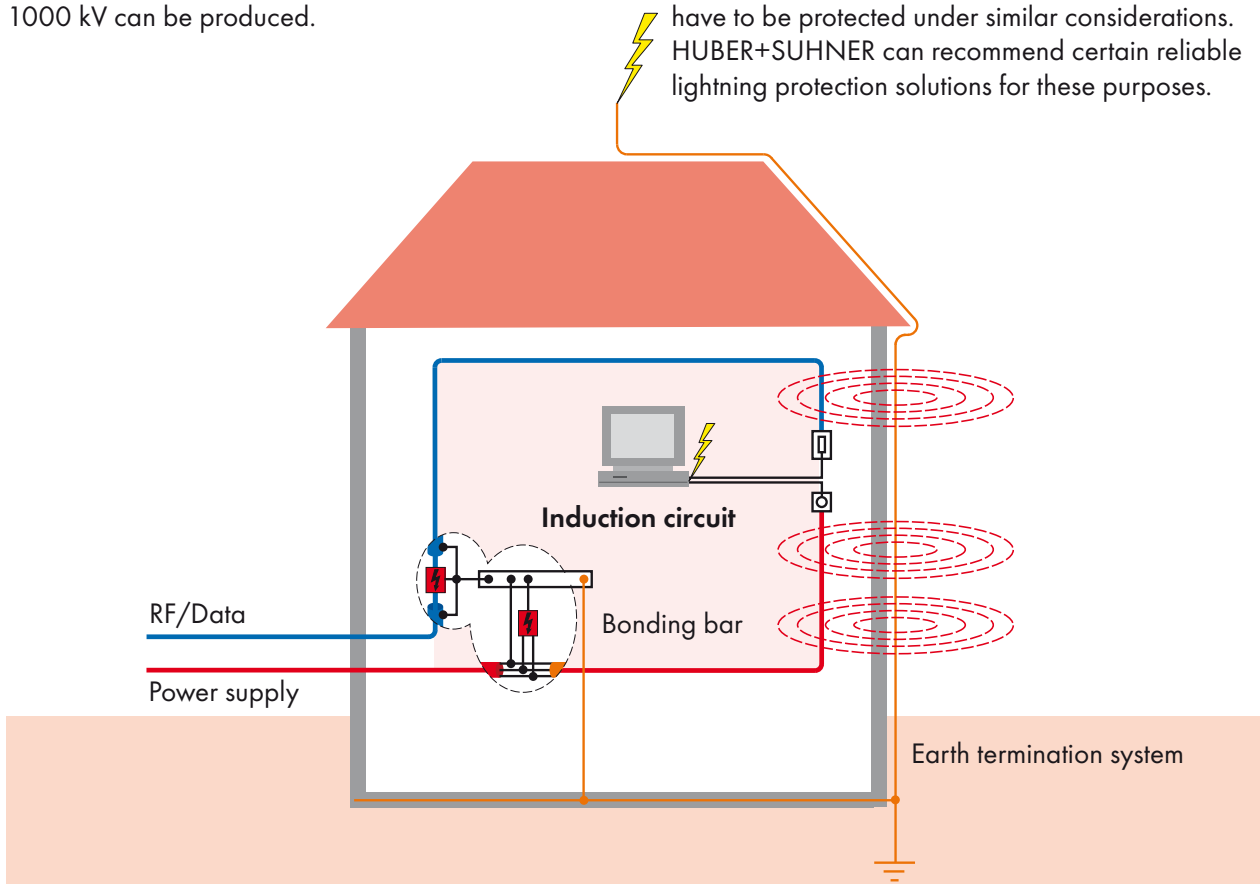 1000 kV can be produced.
have to be protected under similar considerations.
HUBER+SUHNER can recommend certain reliable
lightning protection solutions for these purposes.
Induction circuit
RF/Data
Bonding bar
Power supply
Earth termination system